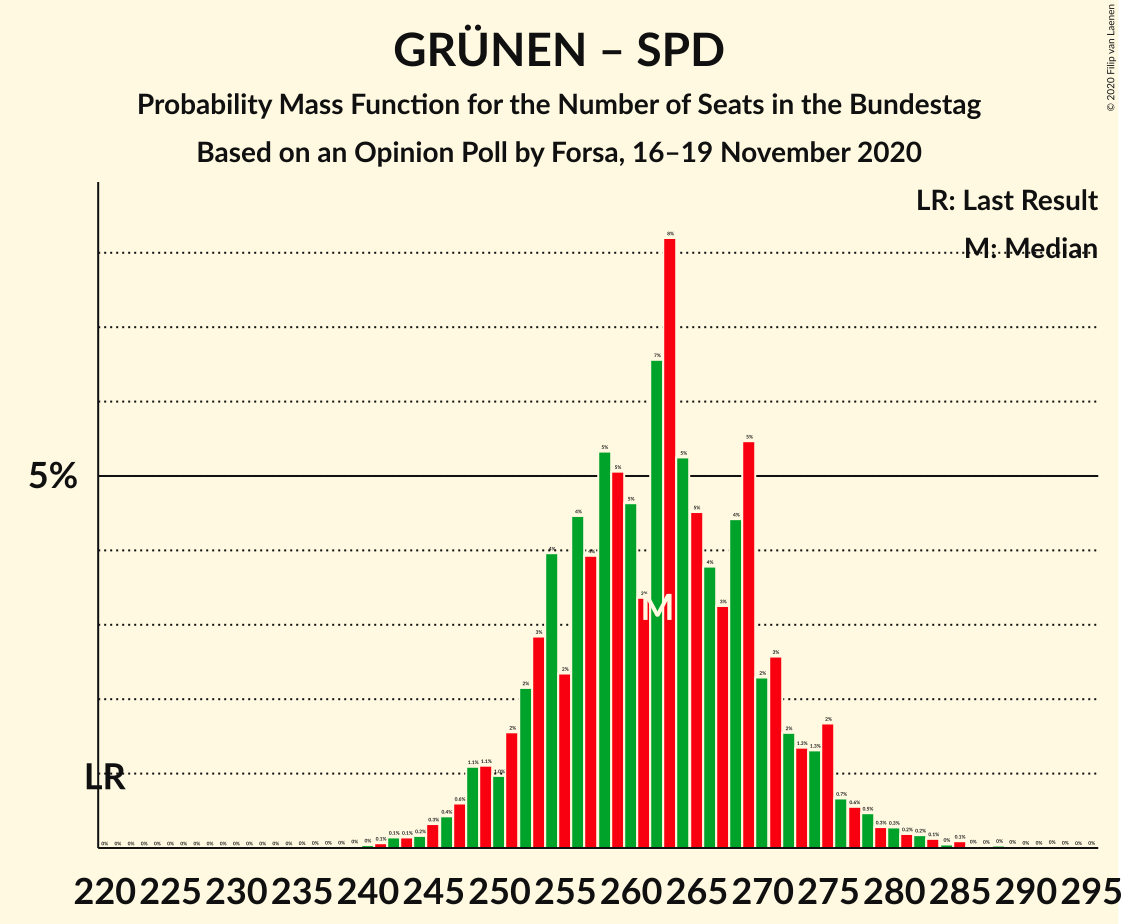 GRÜNEN – SPD
Probability Mass Function for the Number of Seats in the Bundestag
Based on an Opinion Poll by Forsa, 16–19 November 2020
© 2020 Filip van Laenen
LR: Last Result
M: Median
5%
LR
M
220 225 230 235 240 245 250 255 260 265 270 275 280 285 290 295